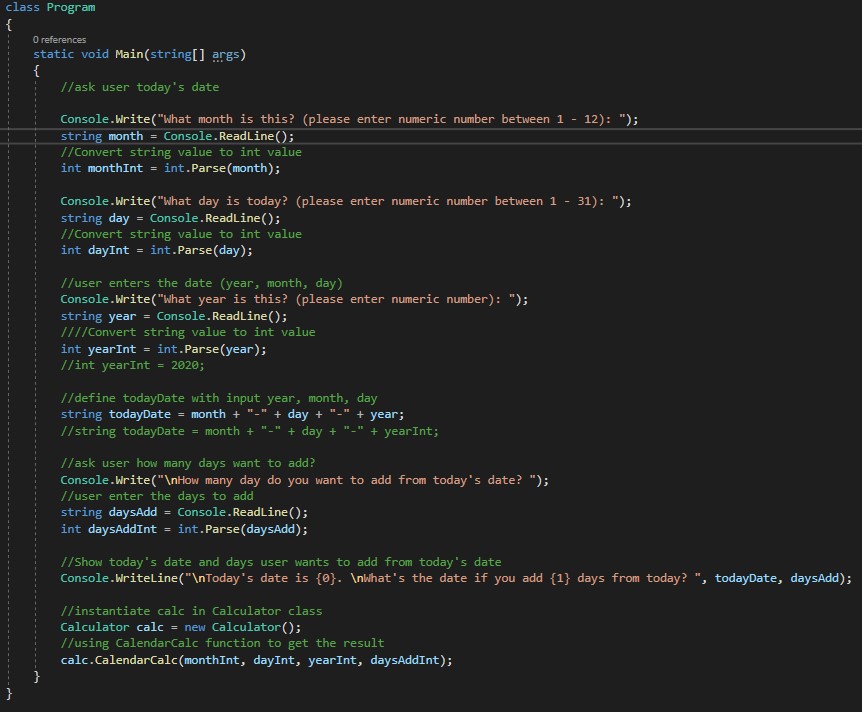 class Program
{
0 references
static void Main(string[] args)
{
//ask user today's date
Console.Write("What month is this? (please enter numeric number between 1 - 12): ");
string month = Console.ReadLine();
//Convert string value to int value
int monthInt = int.Parse(month);
Console.Write("What day is today? (please enter numeric number between 1 - 31): ");
string day = Console.ReadLine();
//Convert string value to int value
int dayInt = int.Parse(day);
//user enters the date (year, month, day)
Console.Write("What year is this? (please enter numeric number): ");
string year = Console.ReadLine();
////Convert string value to int value
int yearInt = int.Parse(year);
//int yearInt = 2020;
//define todayDate with input year, month, day
string todayDate = month + "-" + day + "-" + year;
//string todayDate = month + "-" + day + "-" + yearInt;
//ask user how many days want to add?
Console.Write("\nHow many day do you want to add from today's date? ");
//user enter the days to add
string daysAdd = Console.ReadLine();
int daysAddInt = int.Parse(daysAdd);
//Show today's date and days user wants to add from today's date
Console.WriteLine("\nToday's date is {0}. \nWhat's the date if you add {1} days from today? ", todayDate, daysAdd);
//instantiate calc in Calculator class
Calculator calc = new Calculator();
//using CalendarCalc function to get the result
calc.CalendarCalc(monthInt, dayInt, yearInt, daysAddInt);
}
}